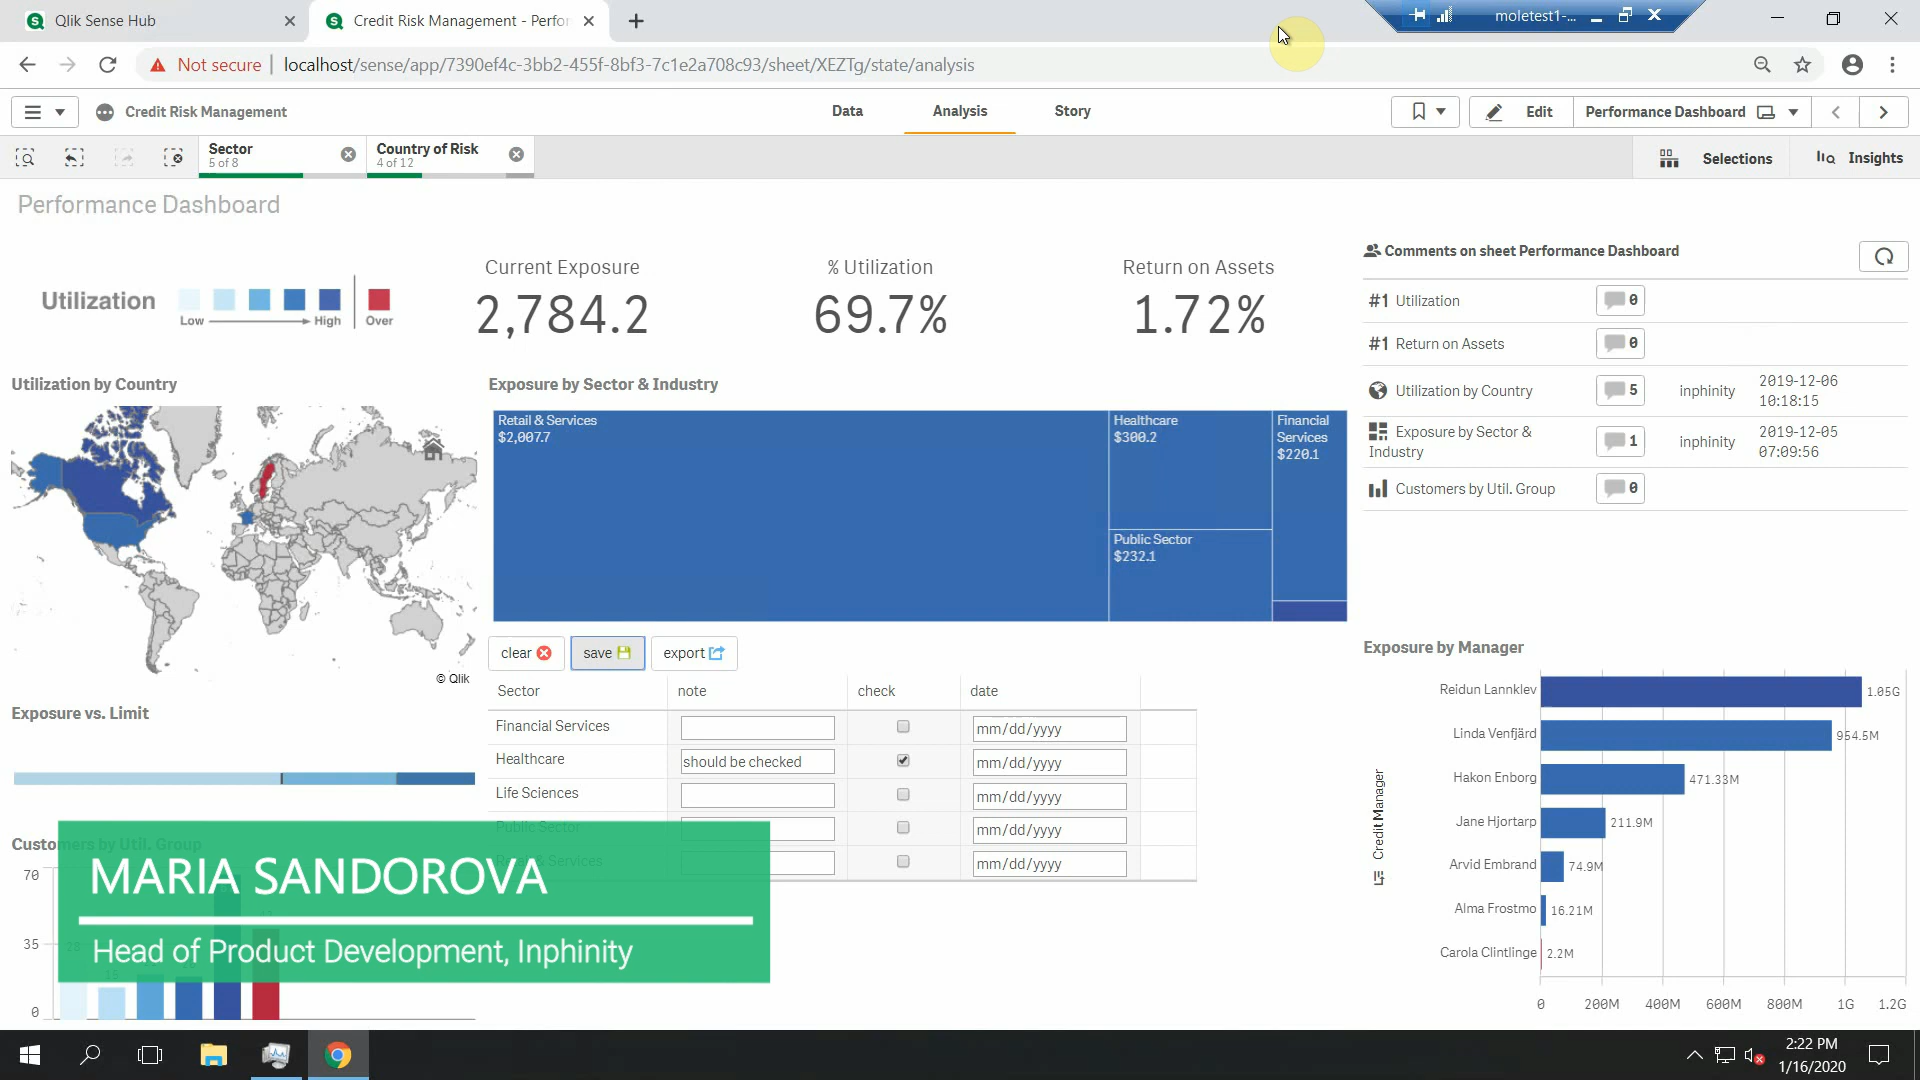 Qlik Sense Hub
Credit Risk Management - Perfor
moletest1-...
Not secure
localhost/sense/app/7390ef4c-3bb2-455f-8bf3-7c1e2a708c93/sheet/XEZTg/state/analysis
Credit Risk Management
Data
Analysis
Story
Edit
Performance Dashboard
Sector
5 of 8
Country of Risk
4 of 12
Selections
Insights
Performance Dashboard
Utilization
Low
High
Over
Current Exposure
2,784.2
% Utilization
69.7%
Return on Assets
1.72%
Comments on sheet Performance Dashboard
#1 Utilization 0
#1 Return on Assets 0
Utilization by Country 5 inphinity 2019-12-06 10:18:15
Exposure by Sector & Industry 1 inphinity 2019-12-05 07:09:56
Customers by Util. Group 0
Utilization by Country
© Qlik
Exposure by Sector & Industry
Retail & Services
$2,007.7
Healthcare
$300.2
Financial
Services
$220.1
Public Sector
$232.1
clear
save
export
Sector note check date
Financial Services mm/dd/yyyy
Healthcare should be checked mm/dd/yyyy
Life Sciences mm/dd/yyyy
Public Sector mm/dd/yyyy
Retail & Services mm/dd/yyyy
Exposure vs. Limit
Customers by Util. Group
70
35
0
MARIA SANDOROVA
Head of Product Development, Inphinity
Exposure by Manager
Credit Manager
Reidun Lannklev 1.05G
Linda Venfjärd 954.5M
Hakon Enborg 471.33M
Jane Hjortarp 211.9M
Arvid Embrand 74.9M
Alma Frostmo 16.21M
Carola Clintlinge 2.2M
0 200M 400M 600M 800M 1G 1.2G
2:22 PM
1/16/2020